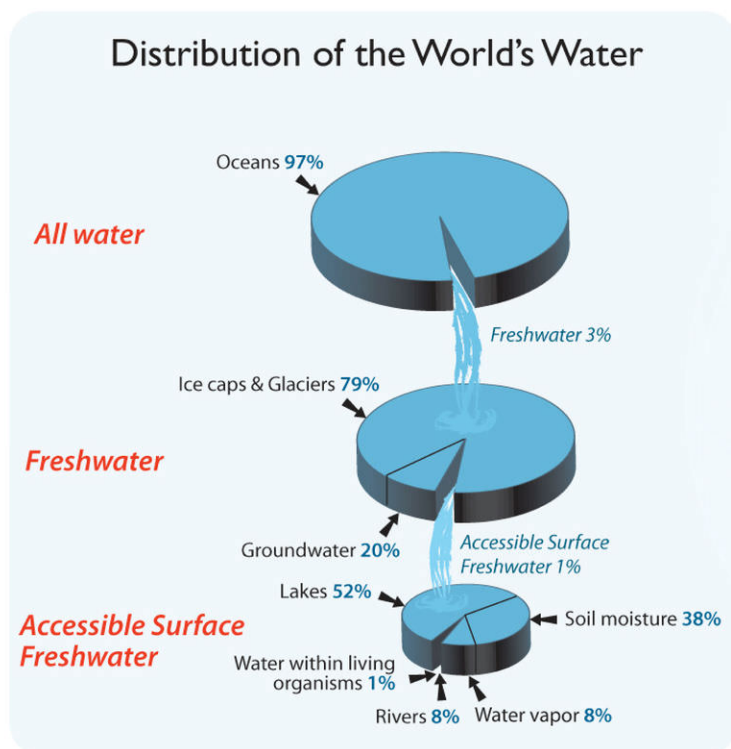 Distribution of the World's Water
Oceans 97%
All water
Freshwater 3%
Ice caps & Glaciers 79%
Freshwater
Groundwater 20%
Accessible Surface
Freshwater 1%
Lakes 52%
Accessible Surface
Freshwater
Soil moisture 38%
Water within living
organisms 1%
Rivers 8%
Water vapor 8%